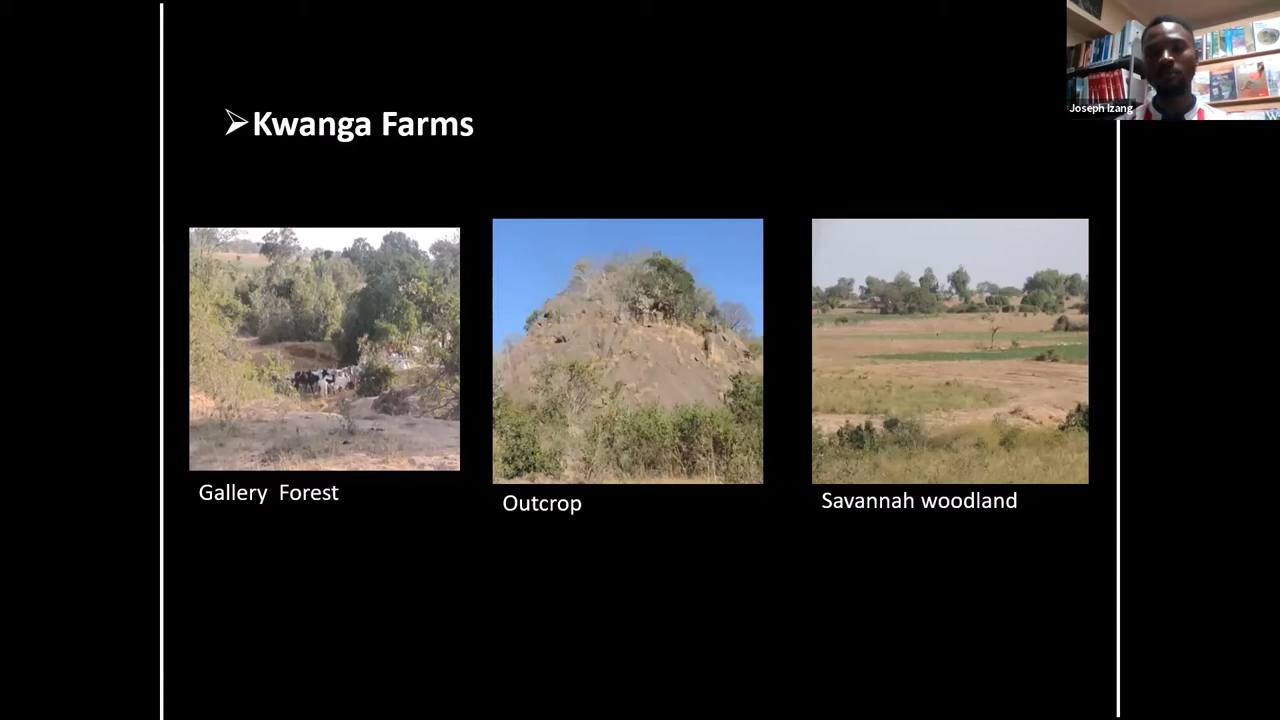 Kwanga Farms
Joseph Izang
Gallery Forest
Outcrop
Savannah woodland